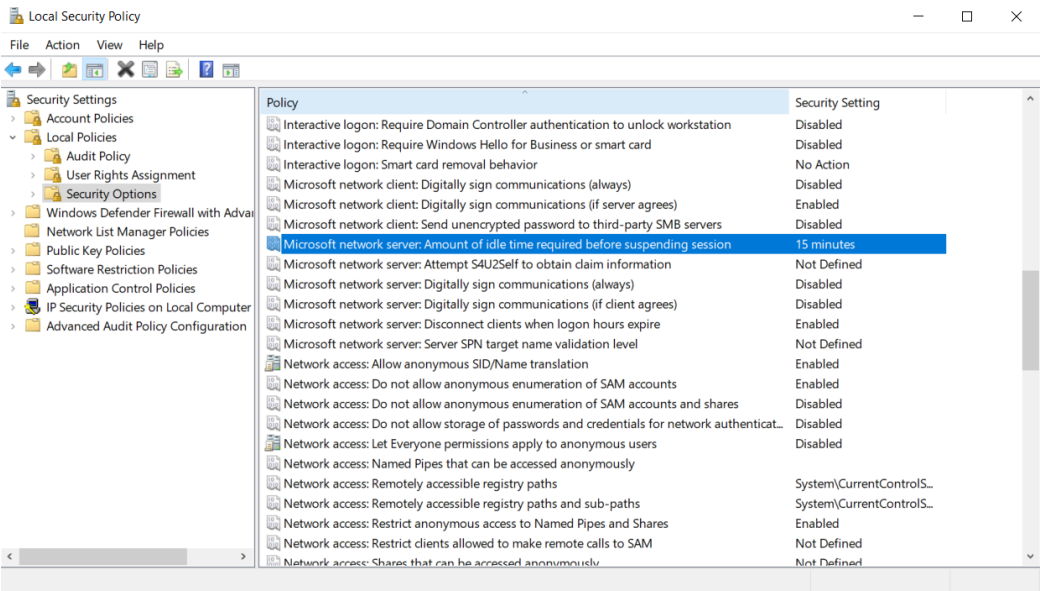 Local Security Policy
File Action View Help
Security Settings
Account Policies
Local Policies
Audit Policy
User Rights Assignment
Security Options
Windows Defender Firewall with Adva
Network List Manager Policies
Public Key Policies
Software Restriction Policies
Application Control Policies
IP Security Policies on Local Computer
Advanced Audit Policy Configuration
Policy Security Setting
Interactive logon: Require Domain Controller authentication to unlock workstation Disabled
Interactive logon: Require Windows Hello for Business or smart card Disabled
Interactive logon: Smart card removal behavior No Action
Microsoft network client: Digitally sign communications (always) Disabled
Microsoft network client: Digitally sign communications (if server agrees) Enabled
Microsoft network client: Send unencrypted password to third-party SMB servers Disabled
Microsoft network server: Amount of idle time required before suspending session 15 minutes
Microsoft network server: Attempt S4U2Self to obtain claim information Not Defined
Microsoft network server: Digitally sign communications (always) Disabled
Microsoft network server: Digitally sign communications (if client agrees) Disabled
Microsoft network server: Disconnect clients when logon hours expire Enabled
Microsoft network server: Server SPN target name validation level Not Defined
Network access: Allow anonymous SID/Name translation Enabled
Network access: Do not allow anonymous enumeration of SAM accounts Enabled
Network access: Do not allow anonymous enumeration of SAM accounts and shares Disabled
Network access: Do not allow storage of passwords and credentials for network authenticat... Disabled
Network access: Let Everyone permissions apply to anonymous users Disabled
Network access: Named Pipes that can be accessed anonymously
Network access: Remotely accessible registry paths System\CurrentControlS...
Network access: Remotely accessible registry paths and sub-paths System\CurrentControlS...
Network access: Restrict anonymous access to Named Pipes and Shares Enabled
Network access: Restrict clients allowed to make remote calls to SAM Not Defined
Network access: Shares that can be accessed anonymously Not Defined